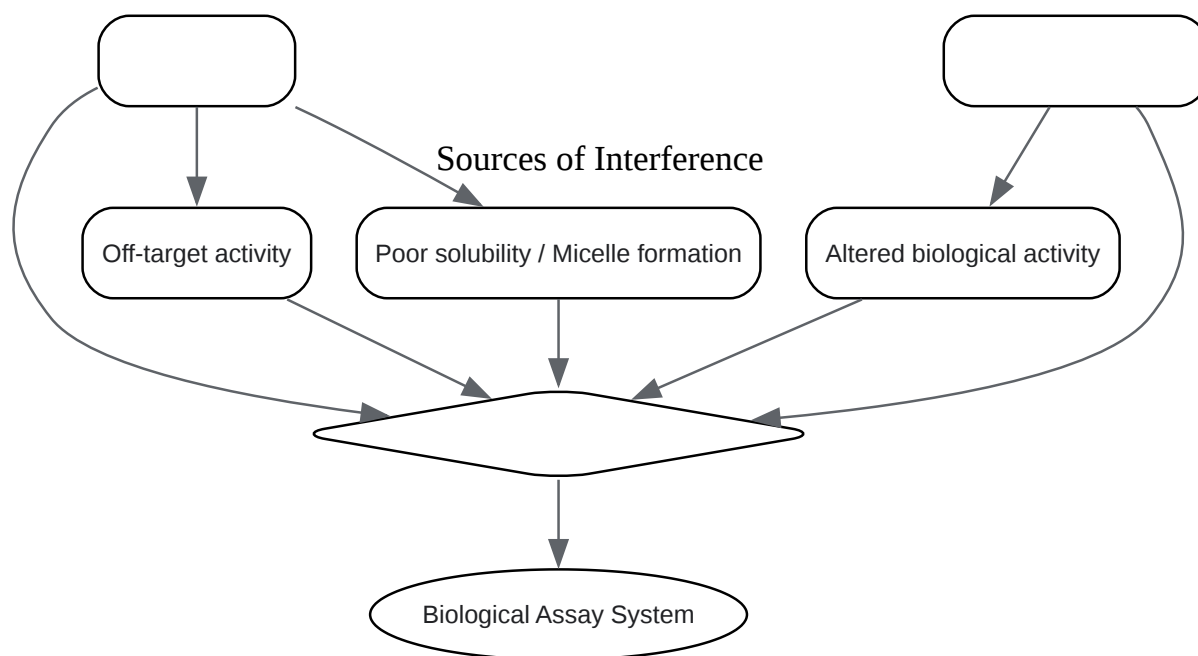 Sources of Interference
Off-target activity
Poor solubility / Micelle formation
Altered biological activity
Biological Assay System